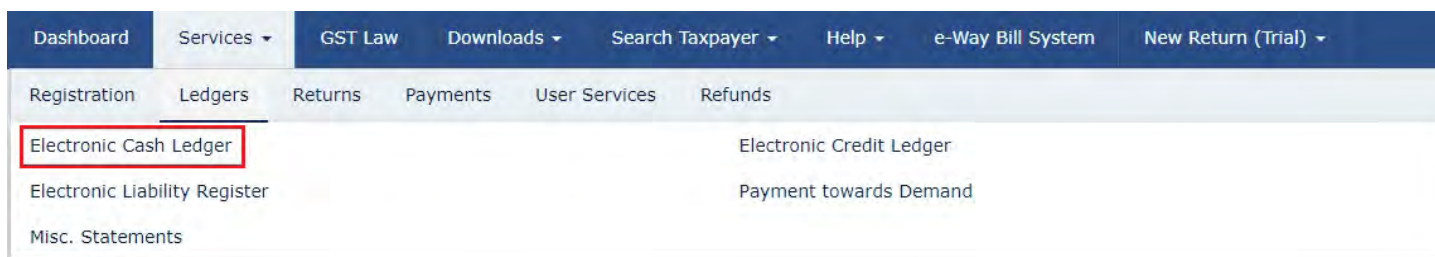 Dashboard Services GST Law Downloads Search Taxpayer Help e-Way Bill System New Return (Trial)
Registration Ledgers Returns Payments User Services Refunds
Electronic Cash Ledger Electronic Credit Ledger
Electronic Liability Register Payment towards Demand
Misc. Statements